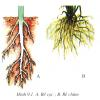 A
B
Hình 9.1. A. Rễ cọc ; B. Rễ chùm